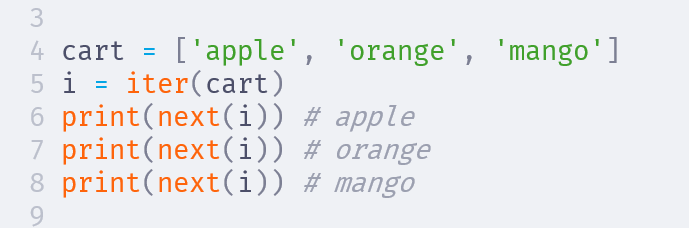 3
4 cart = ['apple', 'orange', 'mango']
5 i = iter(cart)
6 print(next(i)) # apple
7 print(next(i)) # orange
8 print(next(i)) # mango
9